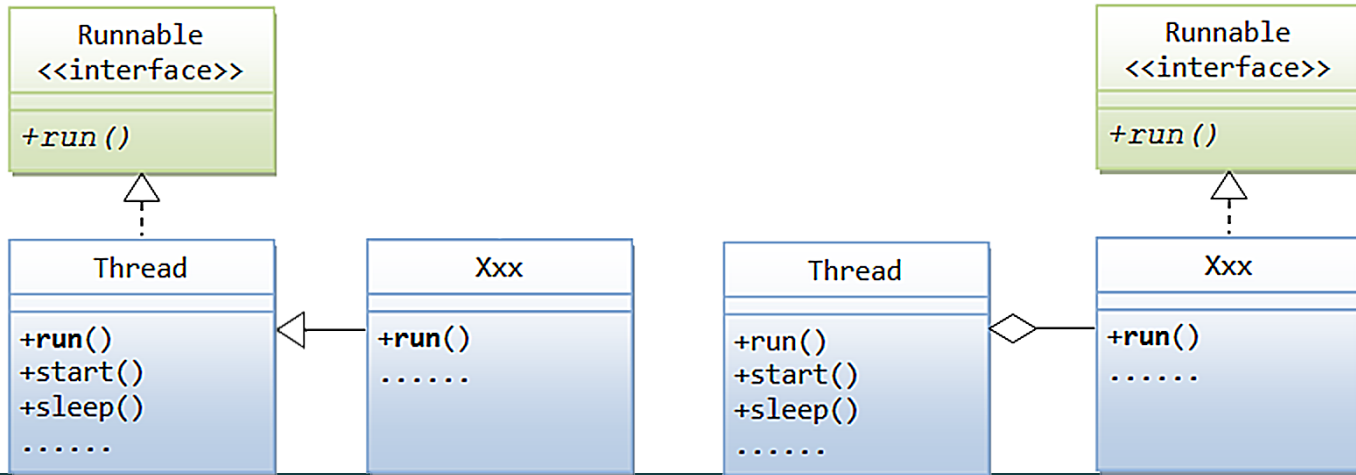 Runnable
<<interface>>
+run()
Thread
+run()
+start()
+sleep()
......
Xxx
+run()
......
Thread
+run()
+start()
+sleep()
......
Runnable
<<interface>>
+run()
Xxx
+run()
......